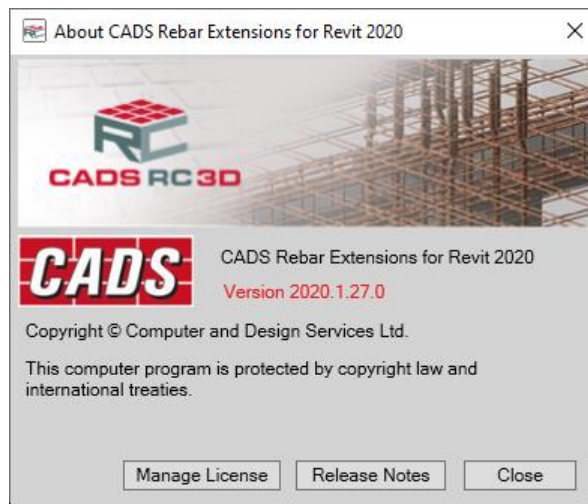 About CADS Rebar Extensions for Revit 2020
RC
CADS RC3D
CADS
CADS Rebar Extensions for Revit 2020
Version 2020.1.27.0
Copyright © Computer and Design Services Ltd.
This computer program is protected by copyright law and
international treaties.
Manage License
Release Notes
Close